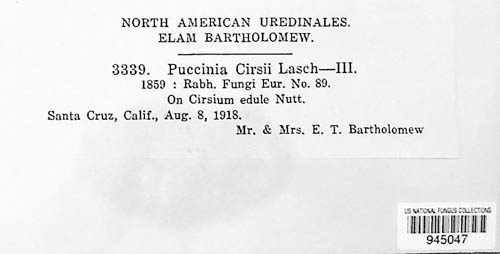 NORTH AMERICAN UREDINALES.
ELAM BARTHOLOMEW.
3339. Puccinia Cirsii Lasch—III.
1859 : Rabh. Fungi Eur. No. 89.
On Cirsium edule Nutt.
Santa Cruz, Calif., Aug. 8, 1918.
Mr. & Mrs. E. T. Bartholomew
US NATIONAL FUNGUS COLLECTIONS
945047